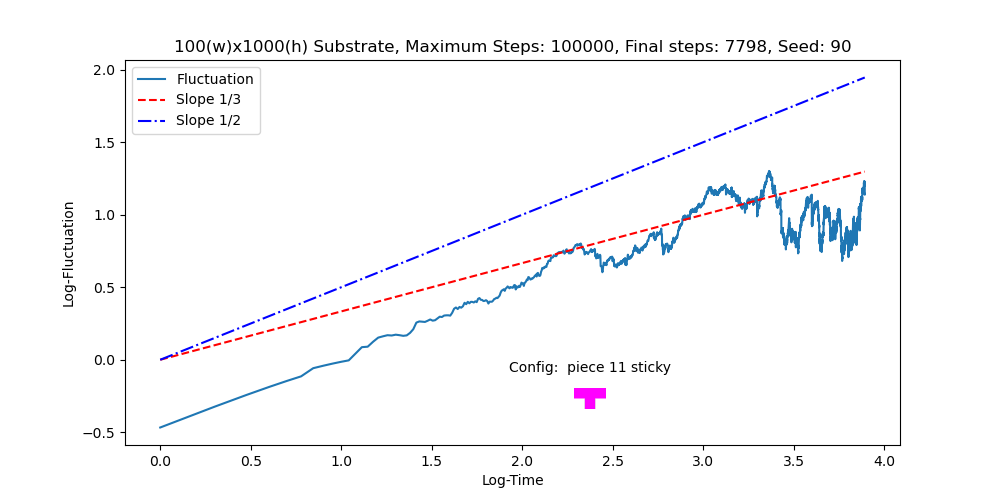 100(w)x1000(h) Substrate, Maximum Steps: 100000, Final steps: 7798, Seed: 90
Fluctuation
Slope 1/3
Slope 1/2
2.0
1.5
1.0
0.5
0.0
−0.5
Log-Fluctuation
Config:  piece 11 sticky
0.0 0.5 1.0 1.5 2.0 2.5 3.0 3.5 4.0
Log-Time